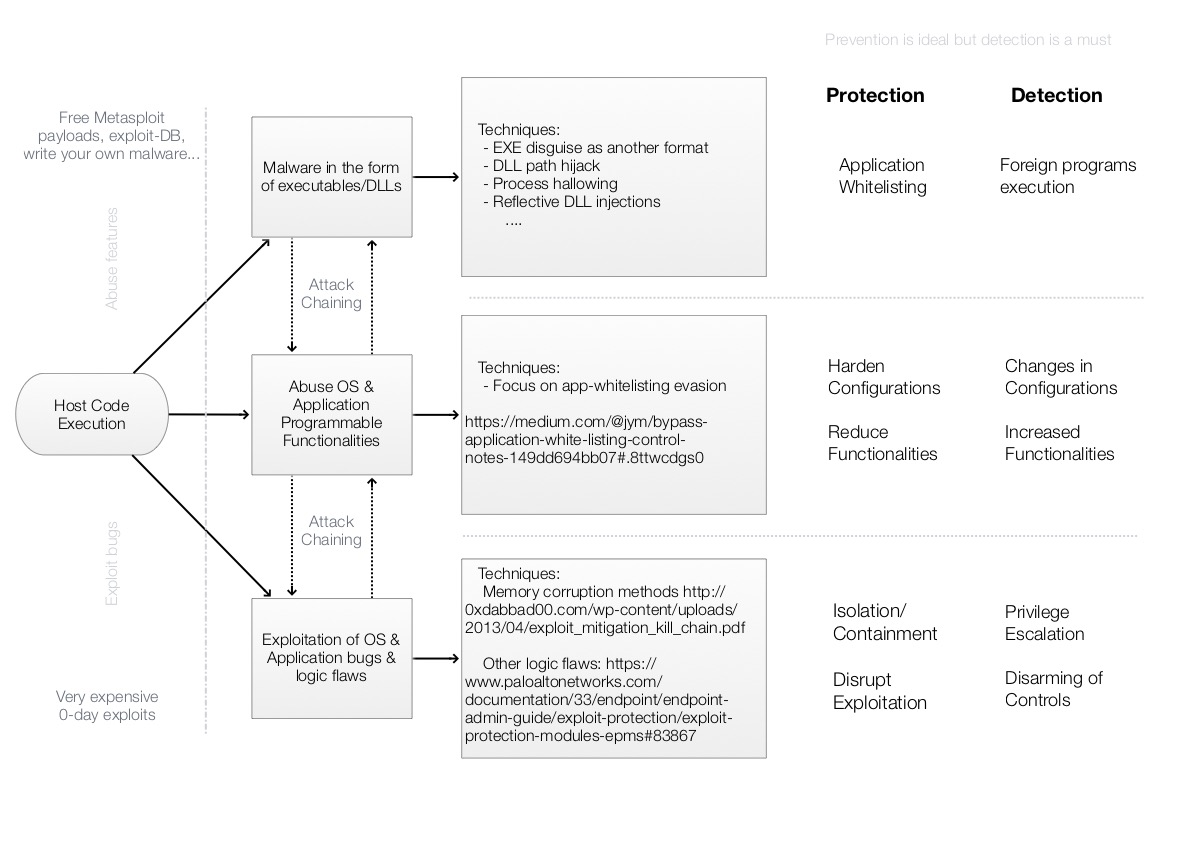 Prevention is ideal but detection is a must
Protection
Detection
Free Metasploit
payloads, exploit-DB,
write your own malware...
Abuse features
Malware in the form
of executables/DLLs
Techniques:
- EXE disguise as another format
- DLL path hijack
- Process hallowing
- Reflective DLL injections
....
Application
Whitelisting
Foreign programs
execution
Attack
Chaining
Host Code
Execution
Abuse OS &
Application
Programmable
Functionalities
Techniques:
- Focus on app-whitelisting evasion
https://medium.com/@jym/bypass-
application-white-listing-control-
notes-149dd694bb07#.8ttwcdgs0
Harden
Configurations
Reduce
Functionalities
Changes in
Configurations
Increased
Functionalities
Attack
Chaining
Exploit bugs
Very expensive
0-day exploits
Exploitation of OS &
Application bugs &
logic flaws
Techniques:
Memory corruption methods http://
0xdabbad00.com/wp-content/uploads/
2013/04/exploit_mitigation_kill_chain.pdf
Other logic flaws: https://
www.paloaltonetworks.com/
documentation/33/endpoint/endpoint-
admin-guide/exploit-protection/exploit-
protection-modules-epms#83867
Isolation/
Containment
Disrupt
Exploitation
Privilege
Escalation
Disarming of
Controls